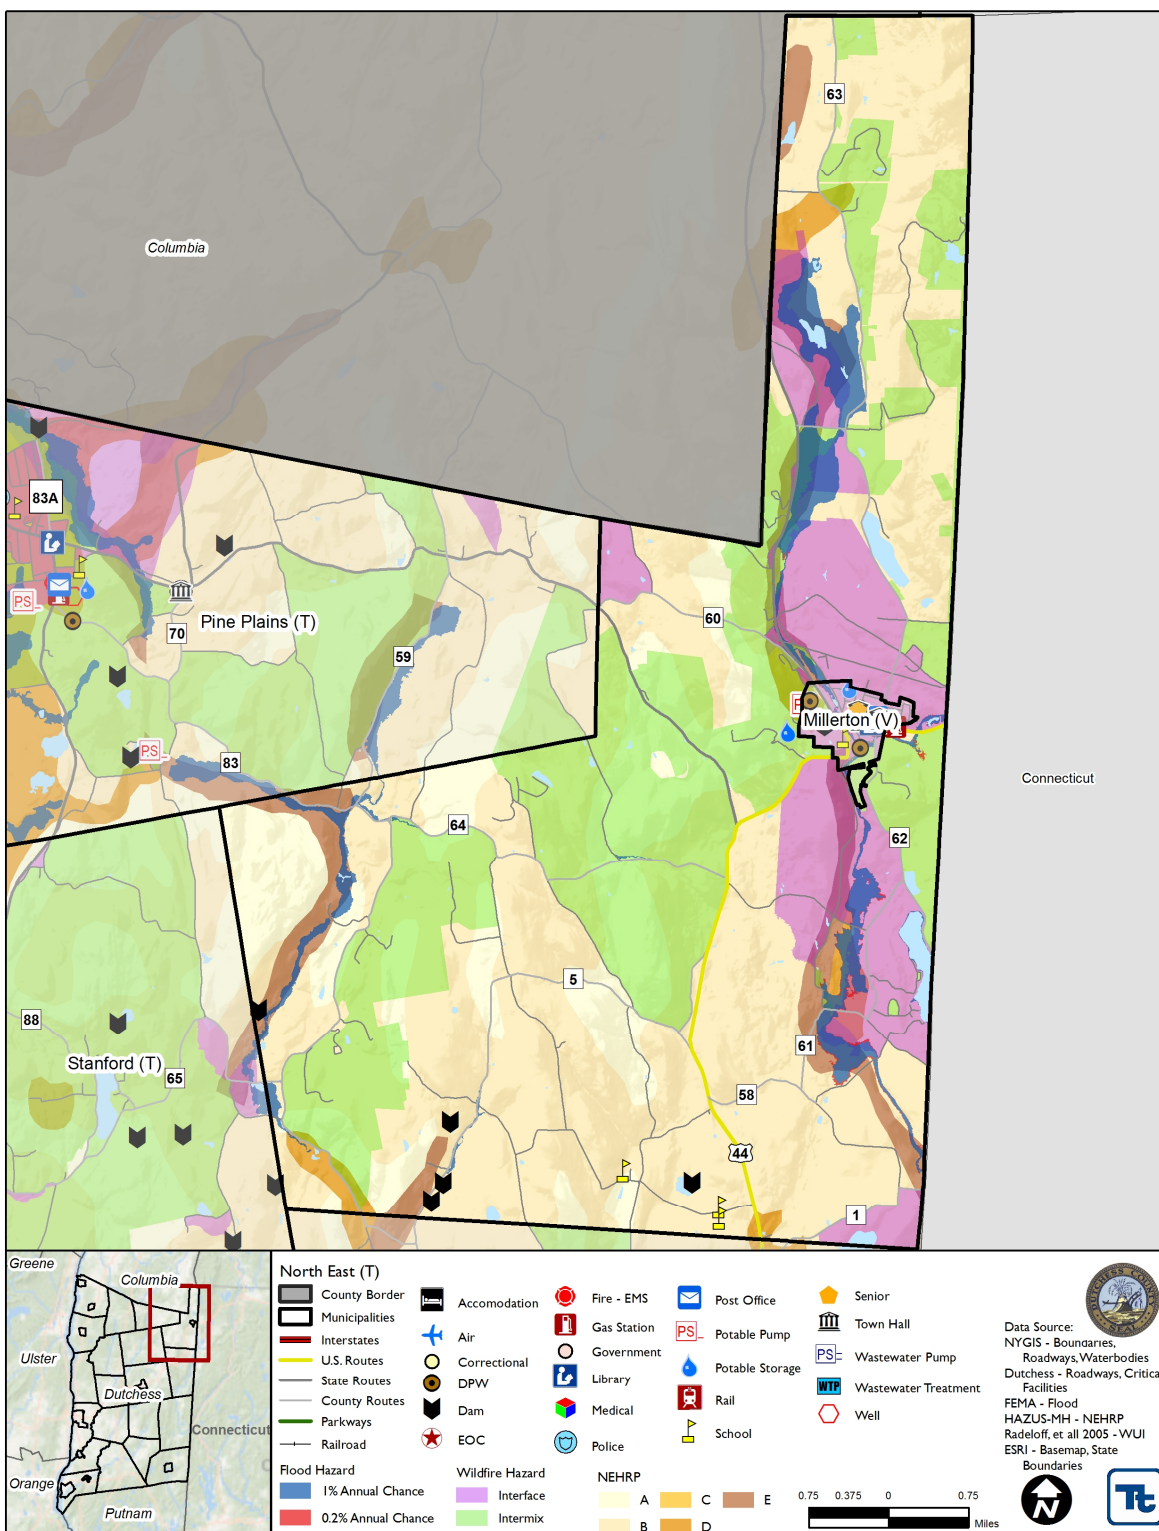 63
Columbia
83A
PS
Pine Plains (T)
70
59
60
Millerton (V)
PS
83
Connecticut
64
62
5
88
Stanford (T)
65
61
58
44
1
Greene
Columbia
Ulster
Dutchess
Connecticut
Orange
Putnam
North East (T)
County Border
Municipalities
Interstates
U.S. Routes
State Routes
County Routes
Parkways
Railroad
Accomodation
Air
Correctional
DPW
Dam
EOC
Fire - EMS
Gas Station
Government
Library
Medical
Police
Post Office
PS Potable Pump
Potable Storage
Rail
School
Senior
Town Hall
PS Wastewater Pump
WTP Wastewater Treatment
Well
Flood Hazard
1% Annual Chance
0.2% Annual Chance
Wildfire Hazard
Interface
Intermix
NEHRP
A
B
C
D
E
0.75 0.375 0 0.75
Miles
DUTCHESS COUNTY
SEAL
Data Source:
NYGIS - Boundaries,
Roadways,Waterbodies
Dutchess - Roadways, Critica
Facilities
FEMA - Flood
HAZUS-MH - NEHRP
Radeloff, et all 2005 - WUI
ESRI - Basemap, State
Boundaries
N
Tt